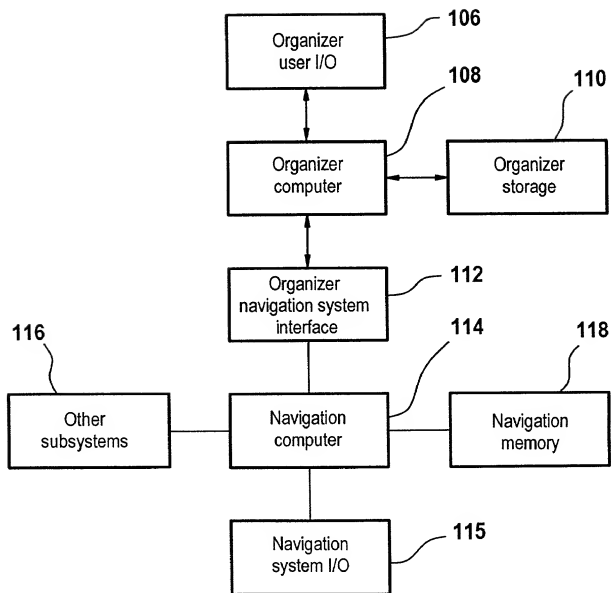 Organizer
user I/O
106
108
110
Organizer
computer
Organizer
storage
Organizer
navigation system
interface
112
116
114
118
Other
subsystems
Navigation
computer
Navigation
memory
Navigation
system I/O
115